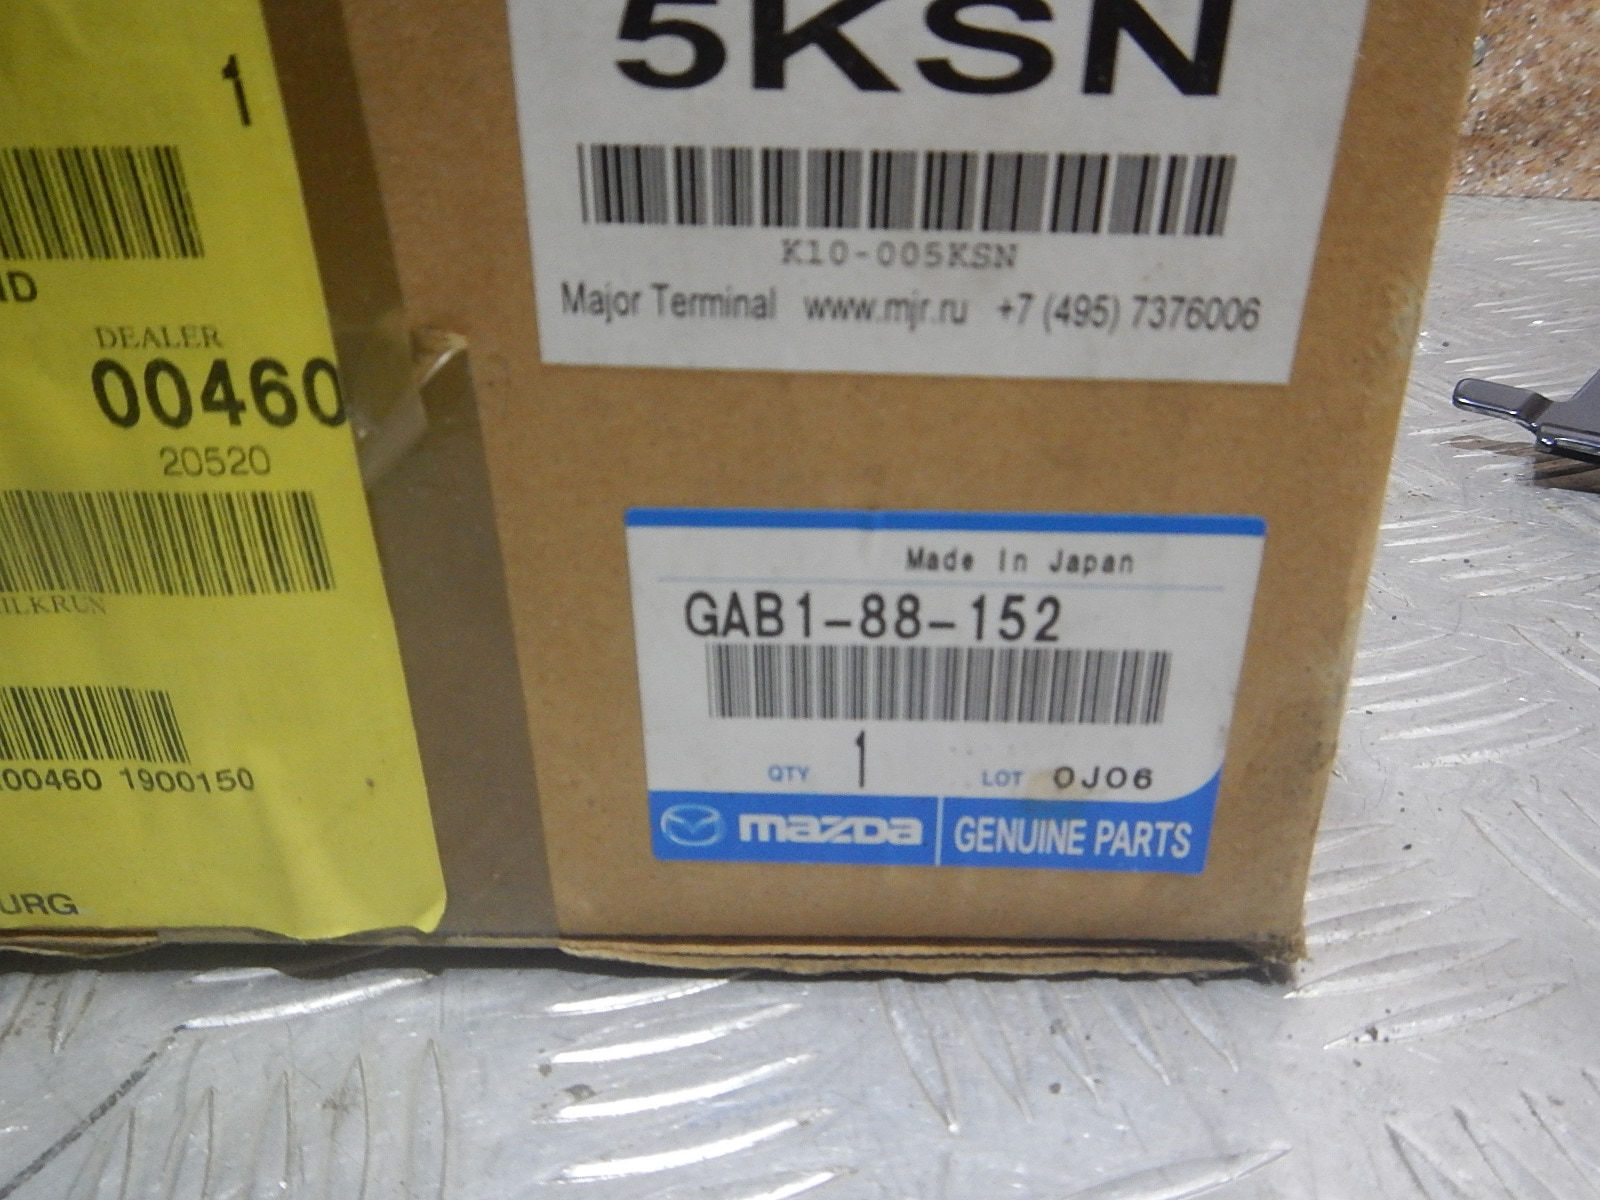 1
DEALER
00460
20520
00460 1900150
5KSN
K10-005KSN
Major Terminal www.mjr.ru +7 (495) 7376006
Made In Japan
GAB1-88-152
QTY 1 LOT 0J06
mazda GENUINE PARTS